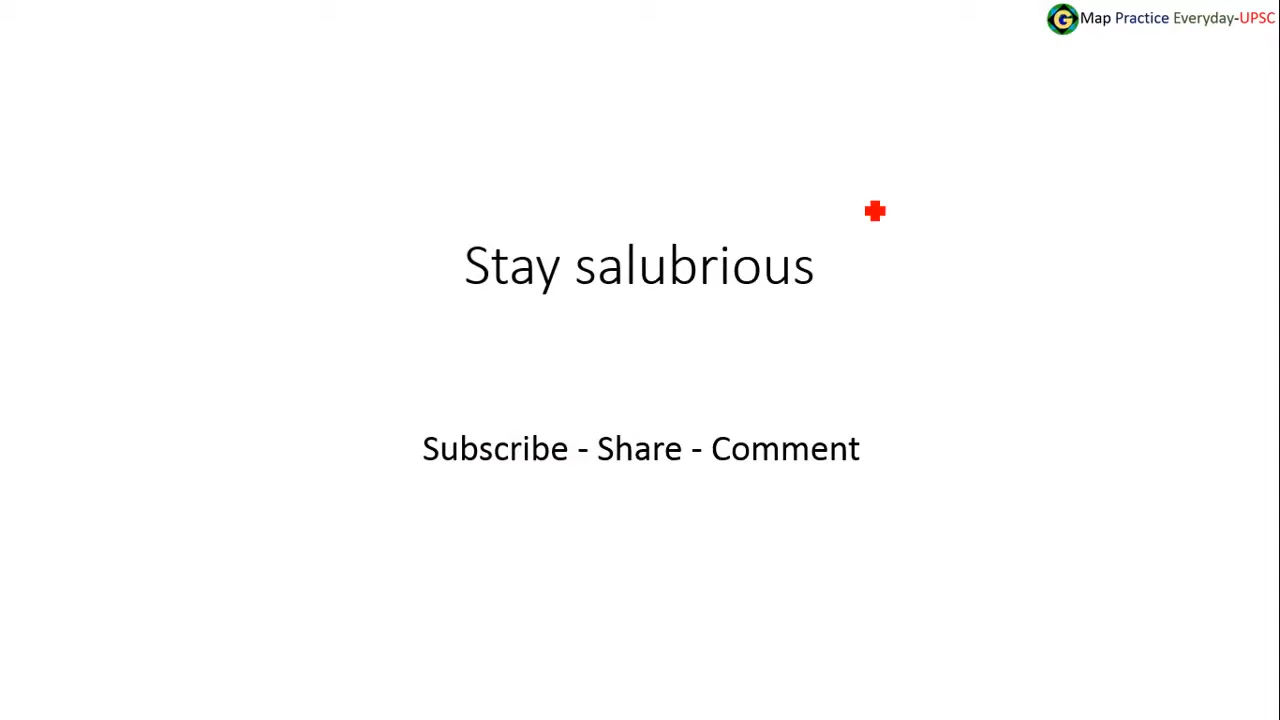 G Map Practice Everyday-UPSC
Stay salubrious
Subscribe - Share - Comment